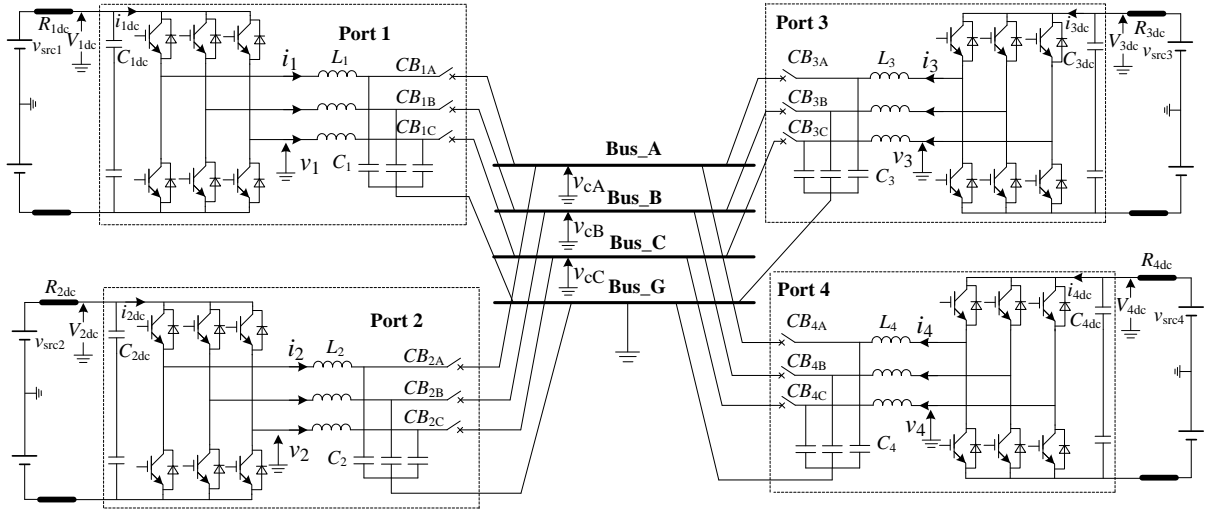 R1dc
i1dc
Port 1
vsrc1
V1dc
C1dc
i1
L1
CB1A
CB1B
CB1C
v1
C1
Port 3
i3dc
R3dc
V3dc
vsrc3
C3dc
CB3A
L3
i3
CB3B
CB3C
v3
C3
Bus_A
vcA
Bus_B
vcB
Bus_C
vcC
Bus_G
R2dc
i2dc
Port 2
vsrc2
V2dc
C2dc
i2
L2
CB2A
CB2B
CB2C
v2
C2
Port 4
R4dc
i4dc
V4dc
vsrc4
C4dc
CB4A
L4
i4
CB4B
CB4C
v4
C4